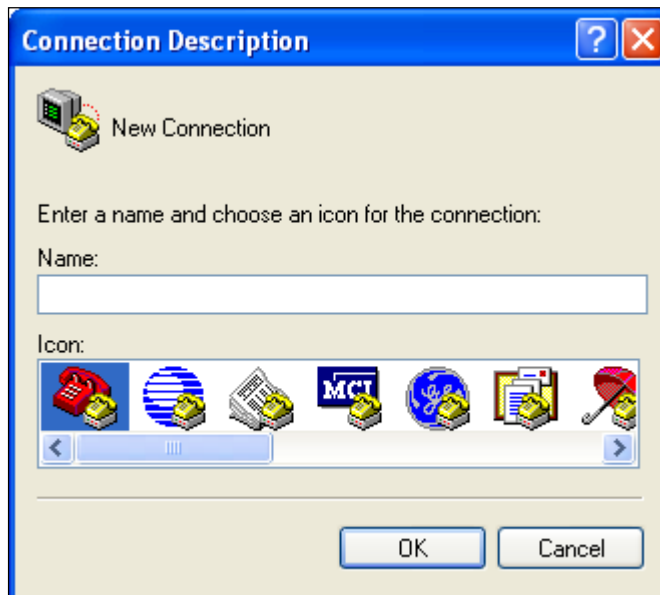 Connection Description
New Connection
Enter a name and choose an icon for the connection:
Name:
Icon:
MCI
OK
Cancel